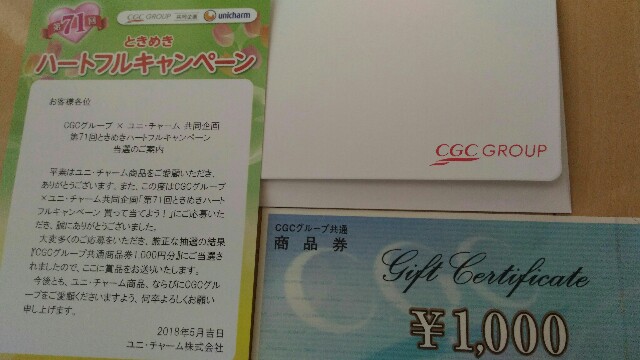 第71回
CGC GROUP 共同企画 unicharm
ときめき
ハートフルキャンペーン
お客様各位
CGCグループ × ユニ・チャーム 共同企画
第71回ときめきハートフルキャンペーン
当選のご案内
平素はユニ・チャーム商品をご愛顧いただき、
ありがとうございます。また、この度はCGCグループ
×ユニ・チャーム共同企画「第71回ときめきハート
フルキャンペーン 買って当てよう！」にご応募いただ
き、誠にありがとうございました。
大変多くのご応募をいただき、厳正な抽選の結果
『CGCグループ共通商品券1,000円分』にご当選さ
れましたので、ここに賞品をお送りいたします。
今後とも、ユニ・チャーム商品、ならびにCGCグル
ープをご愛顧くださいますよう、何卒よろしくお願い
申し上げます。
2018年5月吉日
ユニ・チャーム株式会社
CGC GROUP
CGCグループ共通
商品券
CGC
Gift Certificate
¥1,000